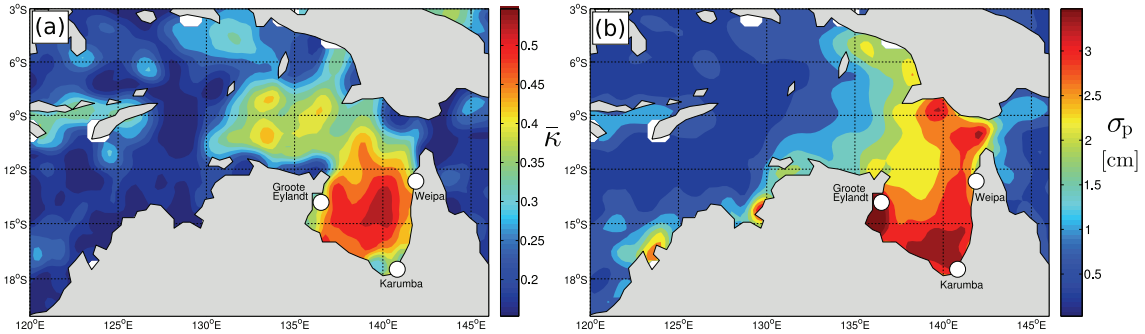 (a)
3°S
6°S
9°S
12°S
15°S
18°S
120°E
125°E
130°E
135°E
140°E
145°E
Groote
Eylandt
Weipa
Karumba
0.5
0.45
0.4
0.35
0.3
0.25
0.2
κ̄
(b)
3°S
6°S
9°S
12°S
15°S
18°S
120°E
125°E
130°E
135°E
140°E
145°E
Groote
Eylandt
Weipa
Karumba
3
2.5
2
1.5
1
0.5
σp
[cm]